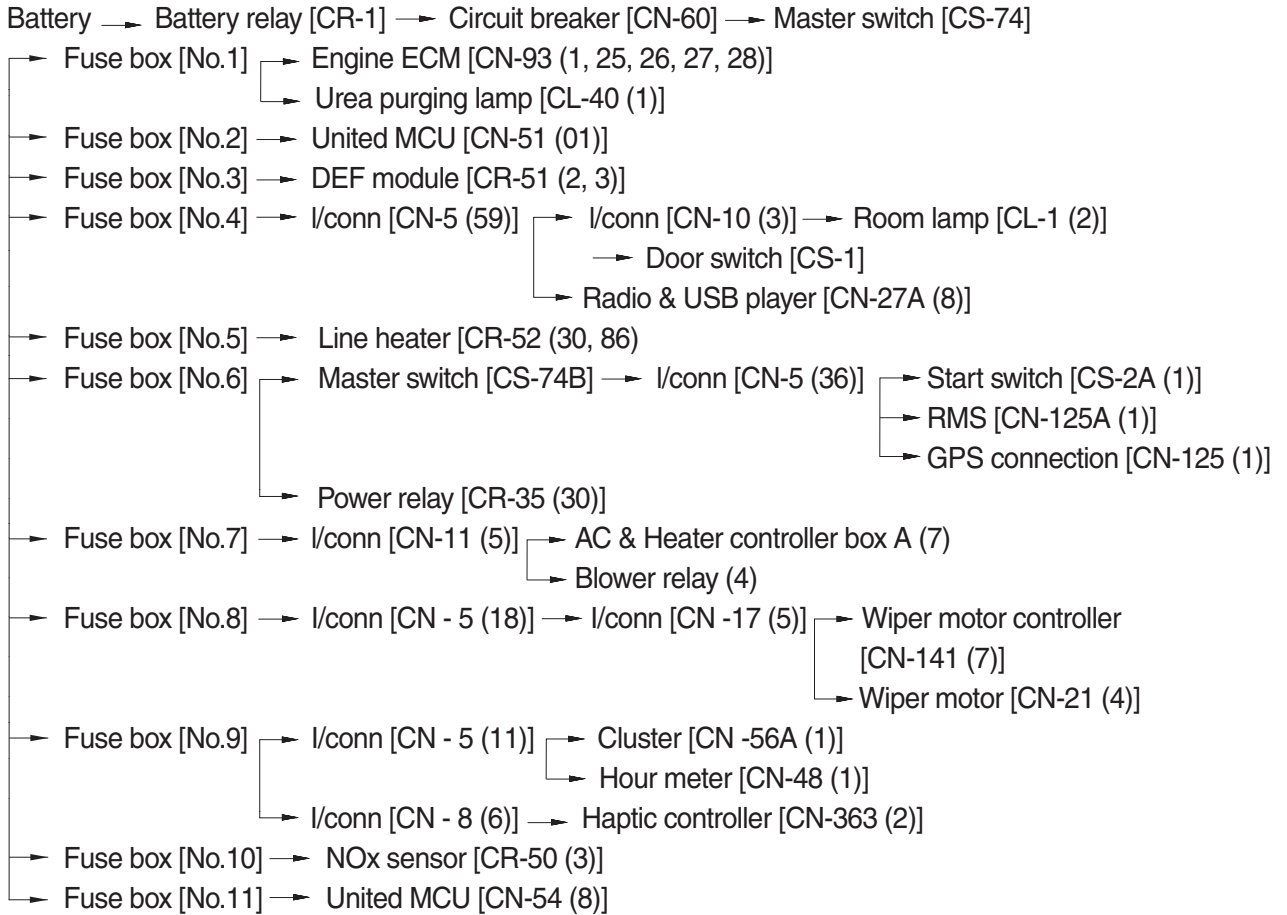 Battery → Battery relay [CR-1] → Circuit breaker [CN-60] → Master switch [CS-74]
Fuse box [No.1] → Engine ECM [CN-93 (1, 25, 26, 27, 28)]
→ Urea purging lamp [CL-40 (1)]
→ Fuse box [No.2] → United MCU [CN-51 (01)]
→ Fuse box [No.3] → DEF module [CR-51 (2, 3)]
→ Fuse box [No.4] → I/conn [CN-5 (59)] → I/conn [CN-10 (3)] → Room lamp [CL-1 (2)]
→ Door switch [CS-1]
→ Radio & USB player [CN-27A (8)]
→ Fuse box [No.5] → Line heater [CR-52 (30, 86)
→ Fuse box [No.6] → Master switch [CS-74B] → I/conn [CN-5 (36)] → Start switch [CS-2A (1)]
→ RMS [CN-125A (1)]
→ GPS connection [CN-125 (1)]
→ Power relay [CR-35 (30)]
→ Fuse box [No.7] → I/conn [CN-11 (5)] → AC & Heater controller box A (7)
→ Blower relay (4)
→ Fuse box [No.8] → I/conn [CN - 5 (18)] → I/conn [CN -17 (5)] → Wiper motor controller
[CN-141 (7)]
→ Wiper motor [CN-21 (4)]
→ Fuse box [No.9] → I/conn [CN - 5 (11)] → Cluster [CN -56A (1)]
→ Hour meter [CN-48 (1)]
→ I/conn [CN - 8 (6)] → Haptic controller [CN-363 (2)]
→ Fuse box [No.10] → NOx sensor [CR-50 (3)]
→ Fuse box [No.11] → United MCU [CN-54 (8)]